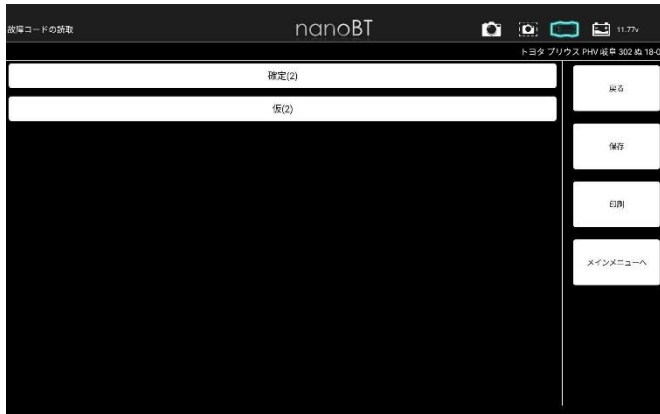 故障コードの読取
nanoBT
11.77v
トヨタ プリウス PHV 岐阜 302 ぬ 18-0
確定(2)
仮(2)
戻る
保存
印刷
メインメニューへ